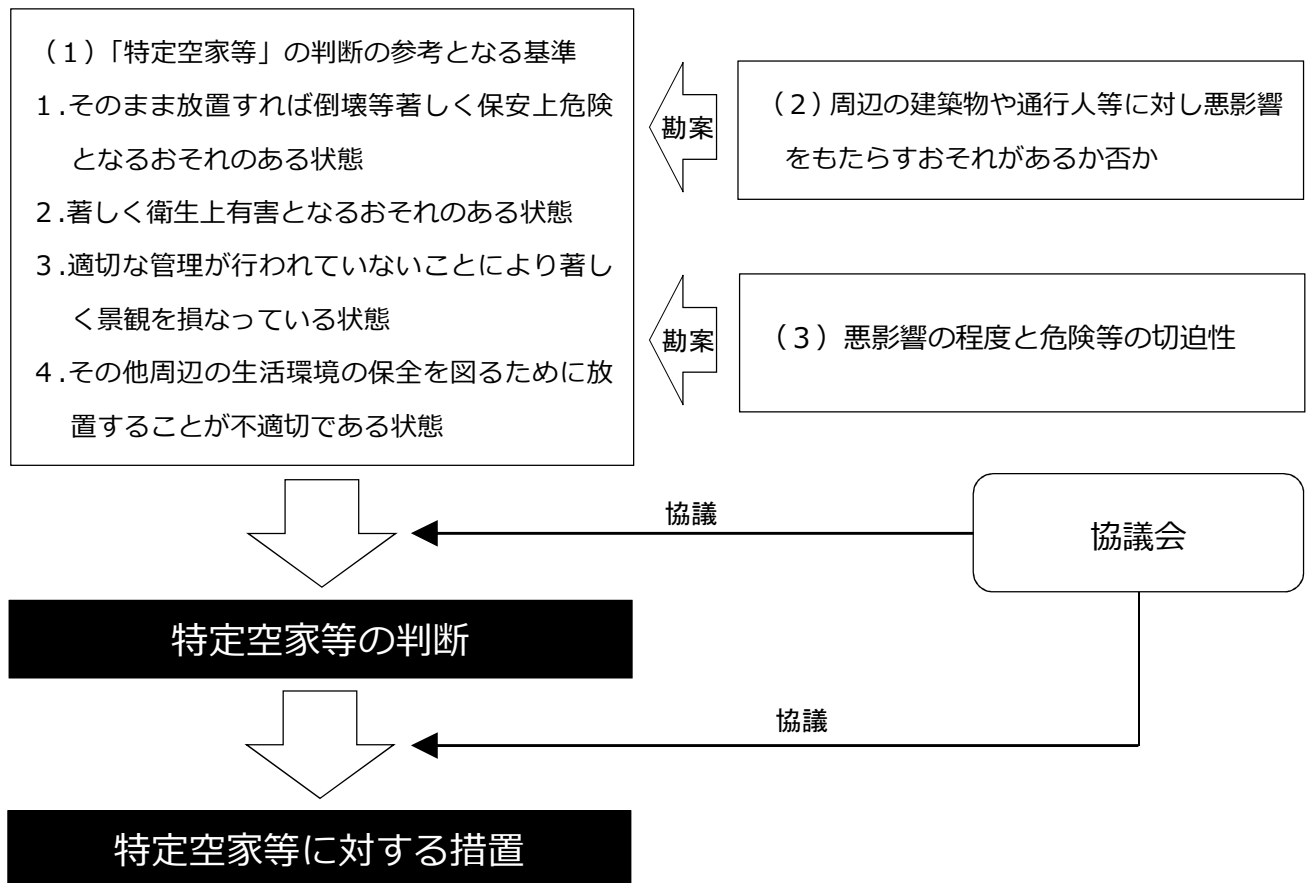 （１）「特定空家等」の判断の参考となる基準
１.そのまま放置すれば倒壊等著しく保安上危険
となるおそれのある状態
２.著しく衛生上有害となるおそれのある状態
３.適切な管理が行われていないことにより著し
く景観を損なっている状態
４.その他周辺の生活環境の保全を図るために放
置することが不適切である状態
勘案
（２）周辺の建築物や通行人等に対し悪影響
をもたらすおそれがあるか否か
勘案
（３）悪影響の程度と危険等の切迫性
協議
協議会
特定空家等の判断
協議
特定空家等に対する措置